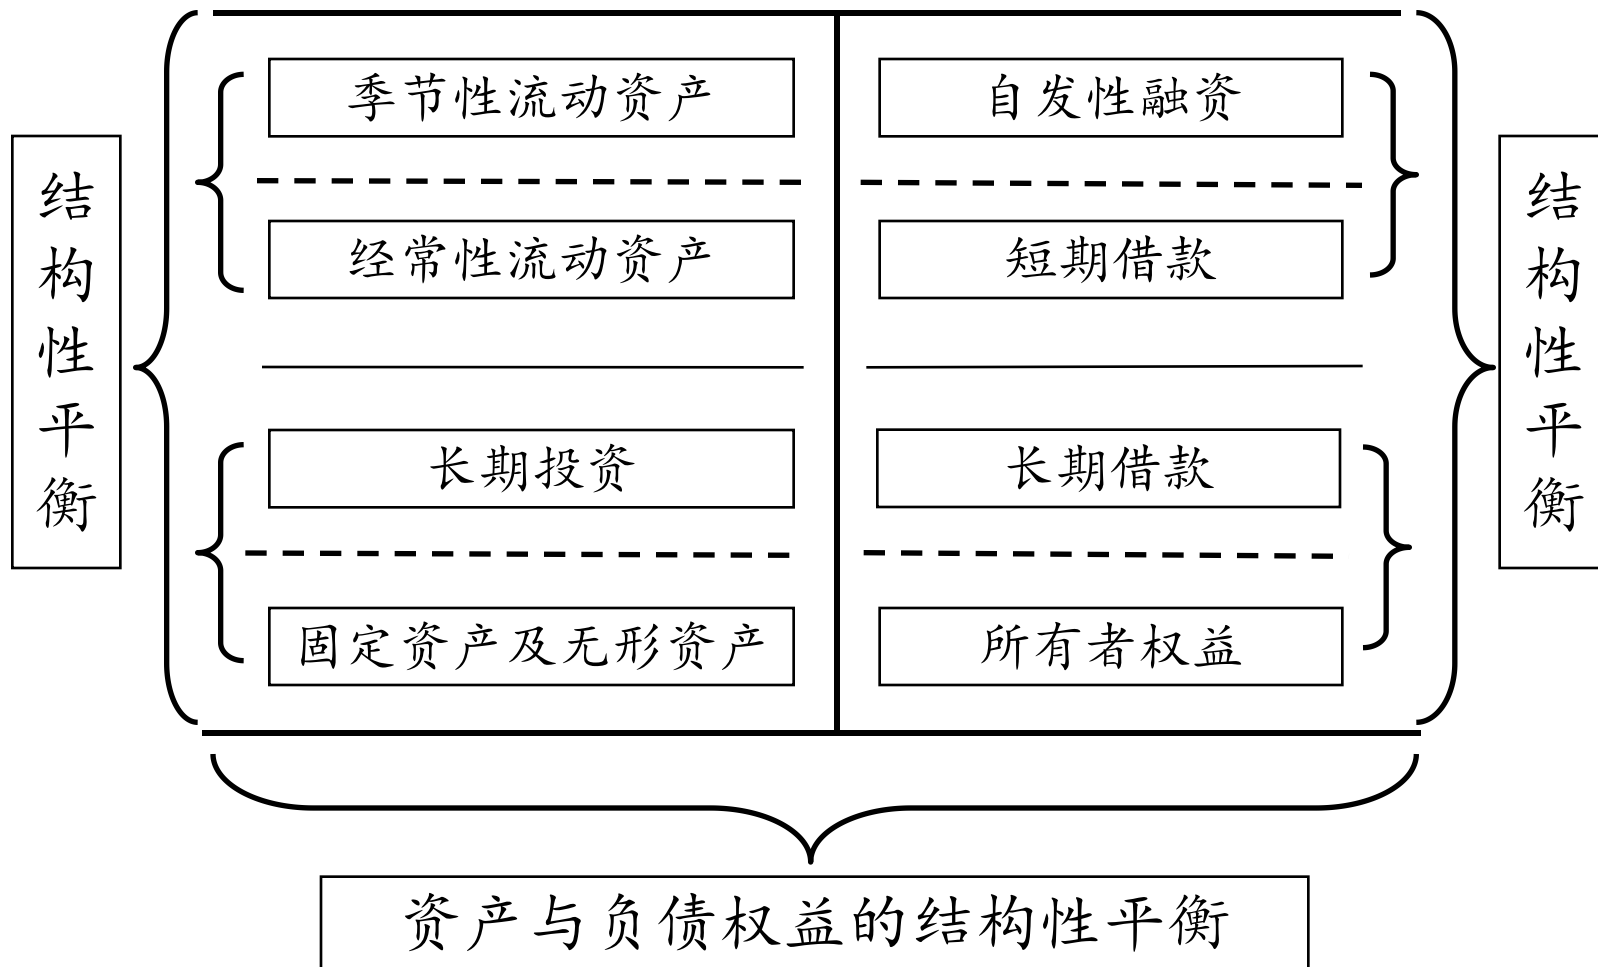 季节性流动资产
自发性融资
经常性流动资产
短期借款
结构性平衡
结构性平衡
长期投资
长期借款
固定资产及无形资产
所有者权益
资产与负债权益的结构性平衡